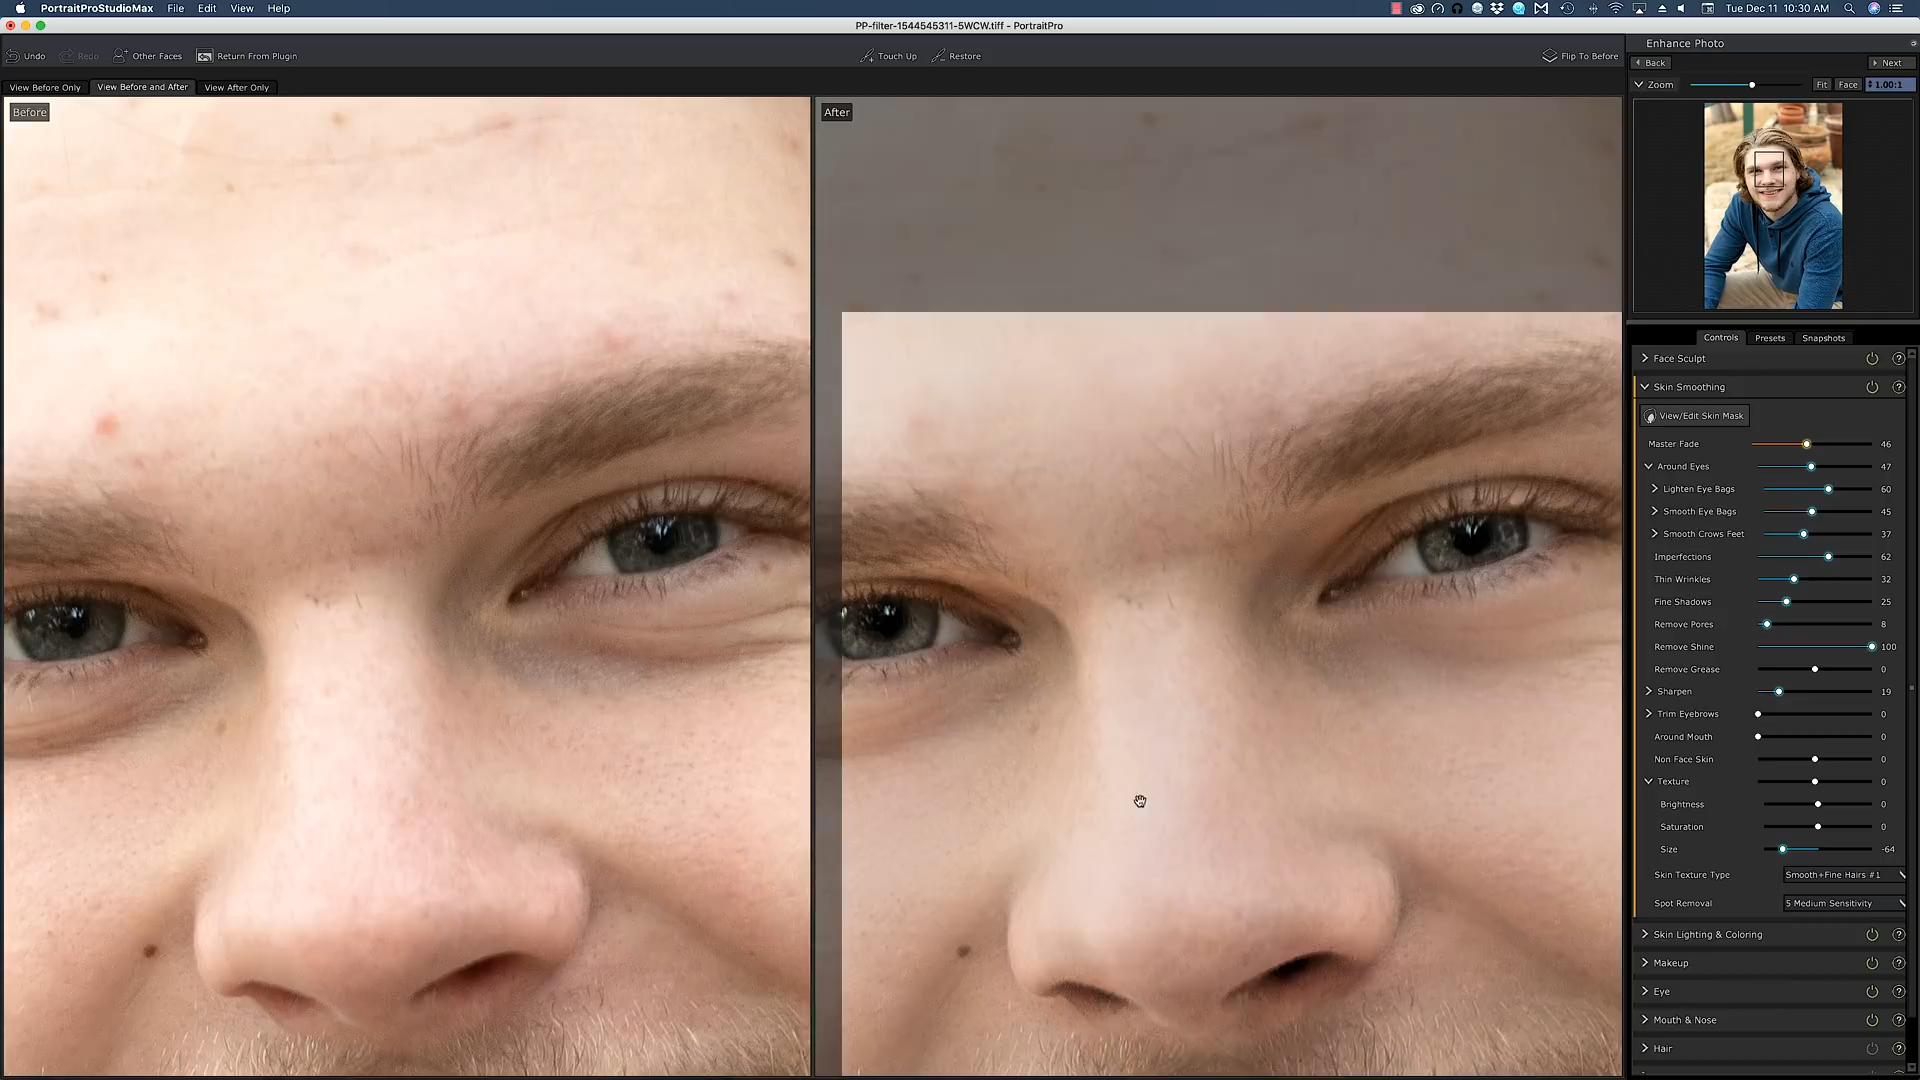 PortraitProStudioMax File Edit View Help Tue Dec 11 10:30 AM
PP-filter-1544545311-5WCW.tiff - PortraitPro
Undo Redo Other Faces Return From Plugin Touch Up Restore Flip To Before
View Before Only View Before and After View After Only
Before
After
Enhance Photo
Back Next
Zoom Fit Face 1.00:1
Controls Presets Snapshots
Face Sculpt ?
Skin Smoothing ?
View/Edit Skin Mask
Master Fade 46
Around Eyes 47
Lighten Eye Bags 60
Smooth Eye Bags 45
Smooth Crows Feet 37
Imperfections 62
Thin Wrinkles 32
Fine Shadows 25
Remove Pores 8
Remove Shine 100
Remove Grease 0
Sharpen 19
Trim Eyebrows 0
Around Mouth 0
Non Face Skin 0
Texture 0
Brightness 0
Saturation 0
Size -64
Skin Texture Type Smooth+Fine Hairs #1
Spot Removal 5 Medium Sensitivity
Skin Lighting & Coloring ?
Makeup ?
Eye ?
Mouth & Nose ?
Hair ?